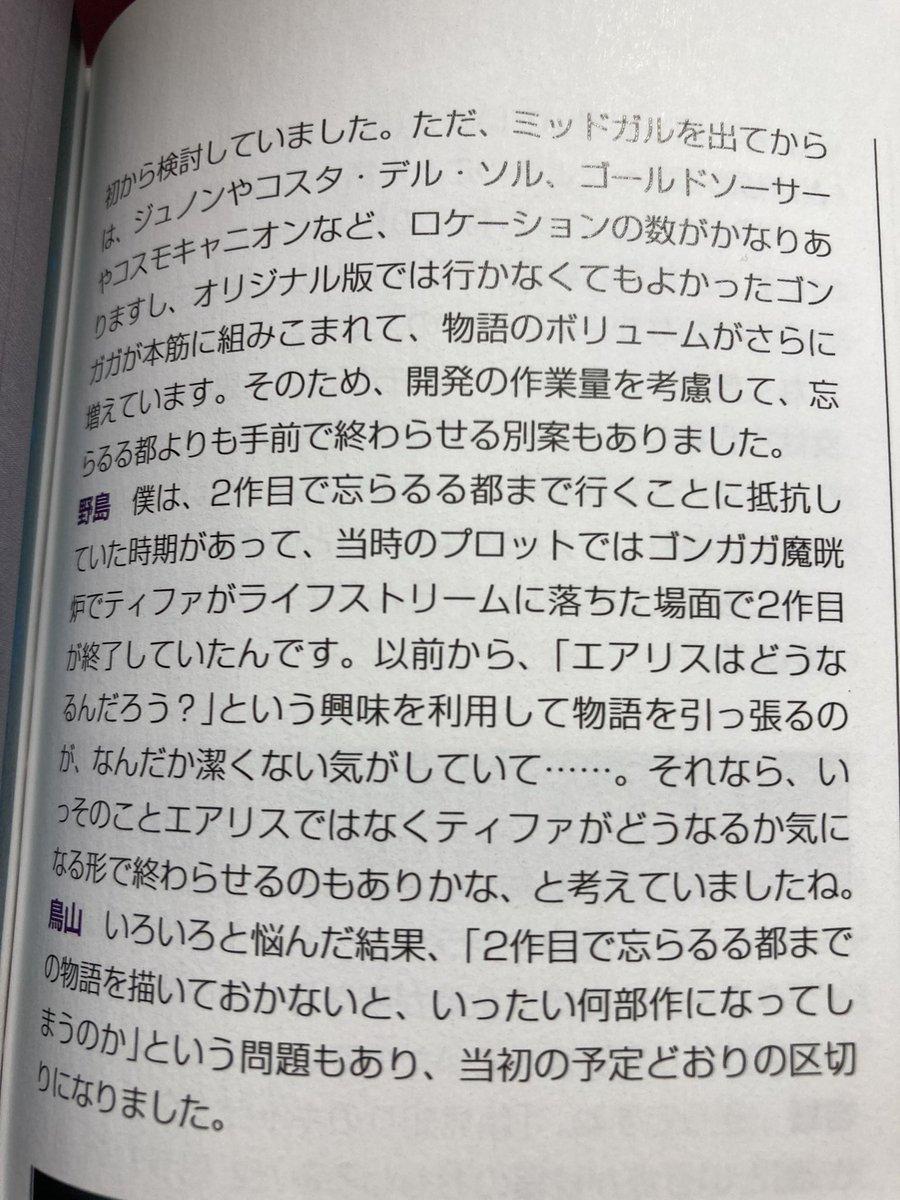 初から検討していました。ただ、ミッドガルを出てから
は、ジュノンやコスタ・デル・ソル、ゴールドソーサー
やコスモキャニオンなど、ロケーションの数がかなりあ
りますし、オリジナル版では行かなくてもよかったゴン
ガガが本筋に組みこまれて、物語のボリュームがさらに
増えています。そのため、開発の作業量を考慮して、忘
らるる都よりも手前で終わらせる別案もありました。
野島 僕は、2作目で忘らるる都まで行くことに抵抗し
ていた時期があって、当時のプロットではゴンガガ魔晄
炉でティファがライフストリームに落ちた場面で2作目
が終了していたんです。以前から、「エアリスはどうな
るんだろう？」という興味を利用して物語を引っ張るの
が、なんだか潔くない気がしていて……。それなら、い
っそのことエアリスではなくティファがどうなるか気に
なる形で終わらせるのもありかな、と考えていましたね。
鳥山 いろいろと悩んだ結果、「2作目で忘らるる都まで
の物語を描いておかないと、いったい何部作になってし
まうのか」という問題もあり、当初の予定どおりの区切
りになりました。